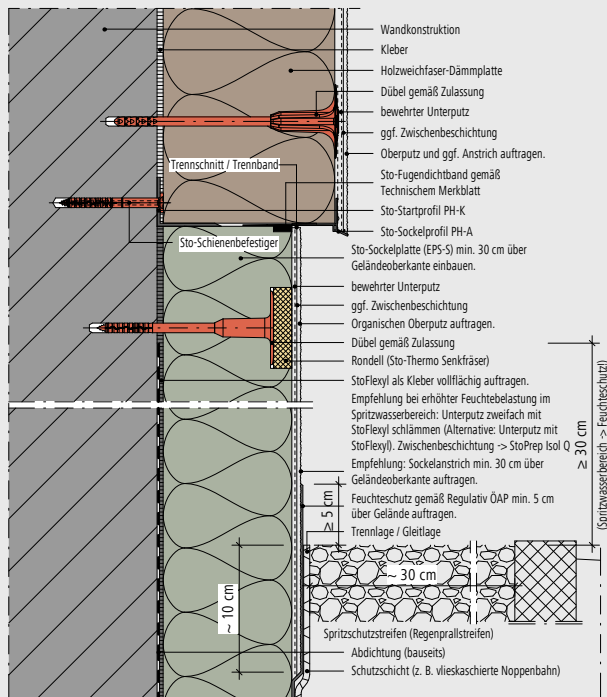 Wandkonstruktion
Kleber
Holzweichfaser-Dämmplatte
Dübel gemäß Zulassung
bewehrter Unterputz
ggf. Zwischenbeschichtung
Oberputz und ggf. Anstrich auftragen.
Trennschnitt / Trennband
Sto-Fugendichtband gemäß
Technischem Merkblatt
Sto-Startprofil PH-K
Sto-Sockelprofil PH-A
Sto-Schienenbefestiger
Sto-Sockelplatte (EPS-S) min. 30 cm über
Geländeoberkante einbauen.
bewehrter Unterputz
ggf. Zwischenbeschichtung
Organischen Oberputz auftragen.
Dübel gemäß Zulassung
Rondell (Sto-Thermo Senkfräser)
StoFlexyl als Kleber vollflächig auftragen.
Empfehlung bei erhöhter Feuchtebelastung im
Spritzwasserbereich: Unterputz zweifach mit
StoFlexyl schlämmen (Alternative: Unterputz mit
StoFlexyl). Zwischenbeschichtung -> StoPrep Isol Q
Empfehlung: Sockelanstrich min. 30 cm über
Geländeoberkante auftragen.
Feuchteschutz gemäß Regulativ ÖAP min. 5 cm
über Gelände auftragen.
Trennlage / Gleitlage
≥ 30 cm
(Spritzwasserbereich -> Feuchteschutz!)
≥ 5 cm
~ 30 cm
~ 10 cm
Spritzschutzstreifen (Regenprallstreifen)
Abdichtung (bauseits)
Schutzschicht (z. B. vlieskaschierte Noppenbahn)